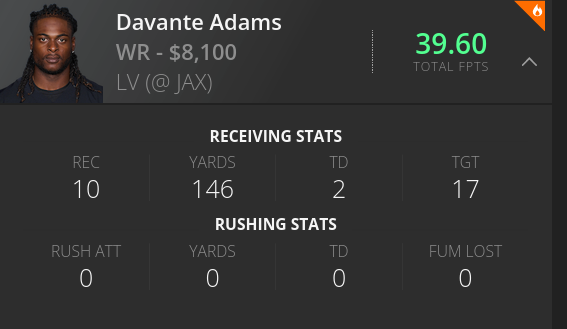 Davante Adams
WR - $8,100
LV (@ JAX)
39.60
TOTAL FPTS
RECEIVING STATS
REC YARDS TD TGT
10 146 2 17
RUSHING STATS
RUSH ATT YARDS TD FUM LOST
0 0 0 0